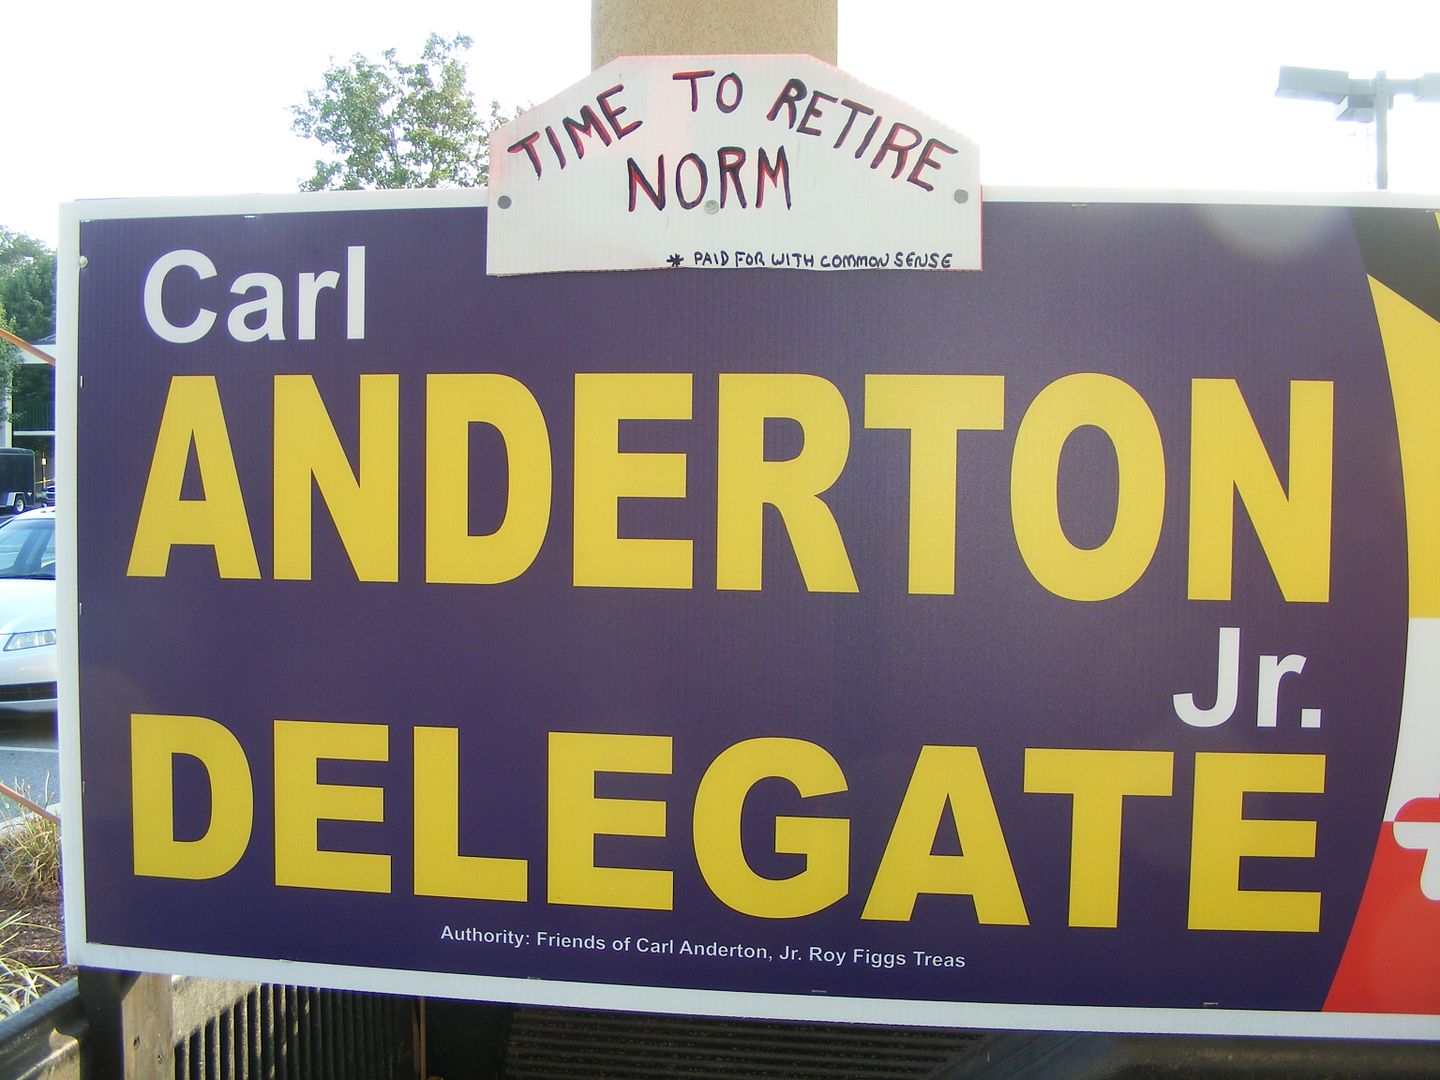 TIME TO RETIRE
NORM
* PAID FOR WITH COMMON SENSE
Carl
ANDERTON
Jr.
DELEGATE
Authority: Friends of Carl Anderton, Jr. Roy Figgs Treas